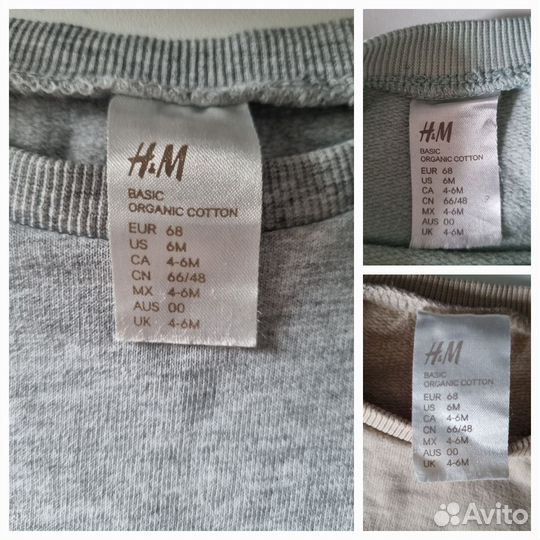 H&M
BASIC
ORGANIC COTTON
EUR 68
US 6M
CA 4-6M
CN 66/48
MX 4-6M
AUS 00
UK 4-6M
H&M
BASIC
ORGANIC COTTON
EUR 68
US 6M
CA 4-6M
CN 66/48
MX 4-6M
AUS 00
UK 4-6M
H&M
BASIC
ORGANIC COTTON
EUR 68
US 6M
CA 4-6M
CN 66/48
MX 4-6M
AUS 00
UK 4-6M
Avito